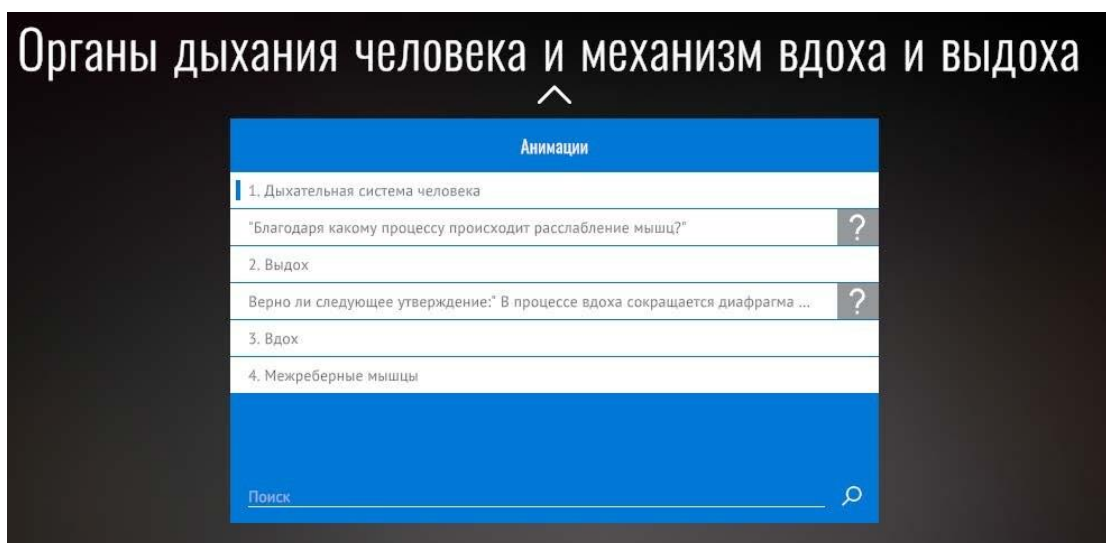 Органы дыхания человека и механизм вдоха и выдоха
Анимации
1. Дыхательная система человека
"Благодаря какому процессу происходит расслабление мышц?"
?
2. Выдох
Верно ли следующее утверждение:" В процессе вдоха сокращается диафрагма ...
?
3. Вдох
4. Межреберные мышцы
Поиск